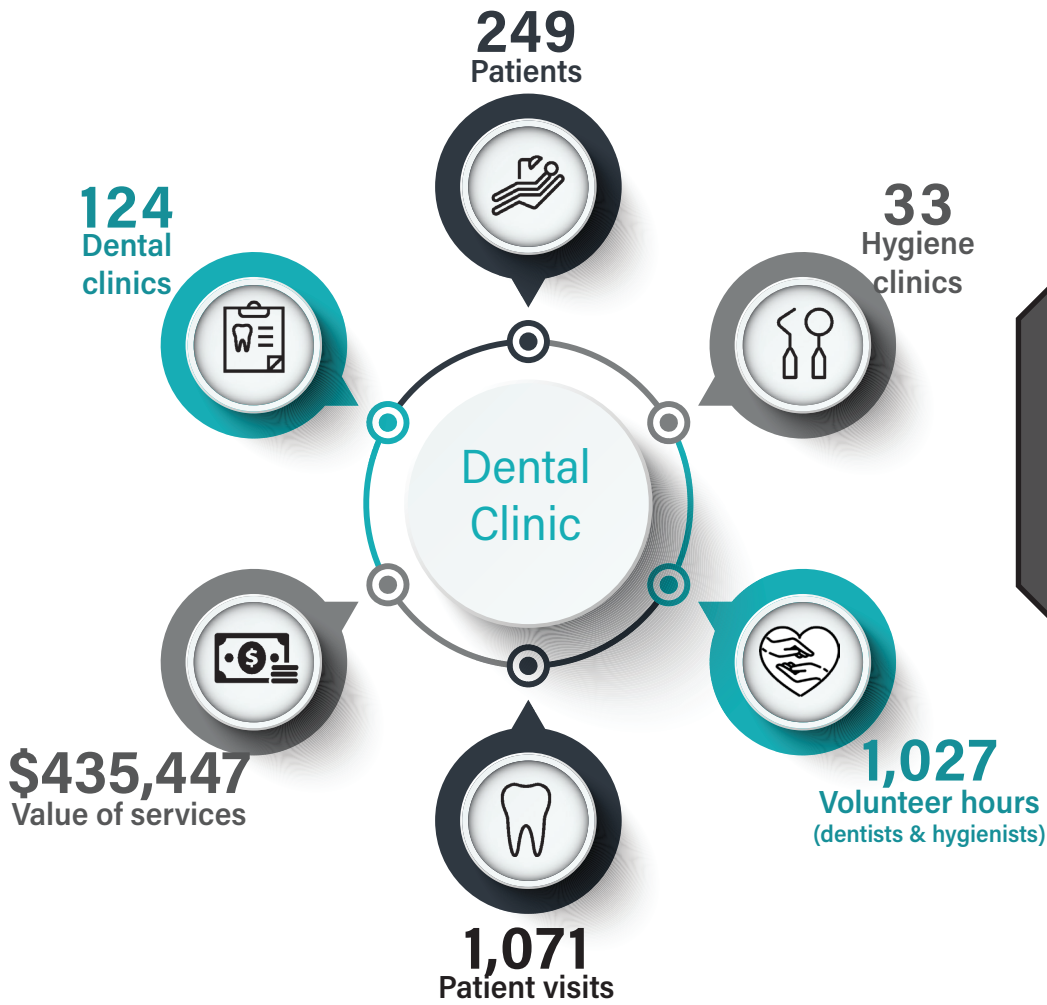 249
Patients
124
Dental
clinics
33
Hygiene
clinics
Dental
Clinic
$
$435,447
Value of services
1,027
Volunteer hours
(dentists & hygienists)
1,071
Patient visits